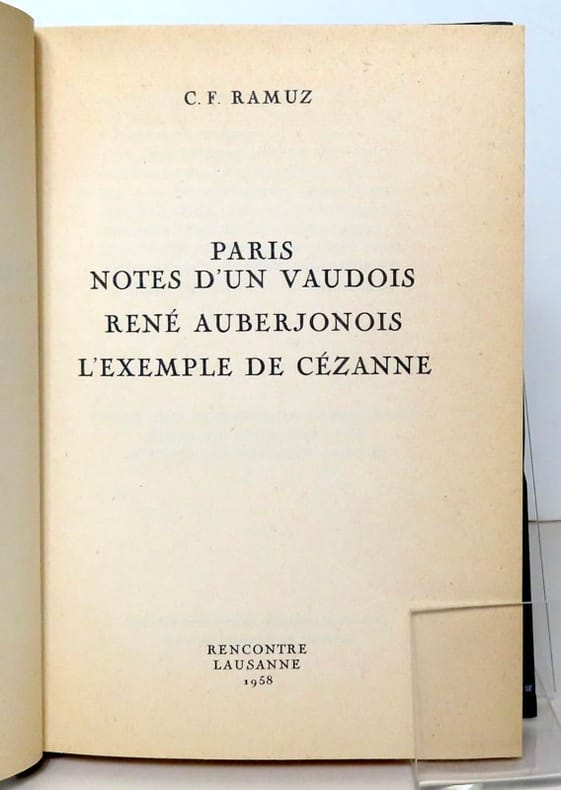 C. F. RAMUZ
PARIS
NOTES D'UN VAUDOIS
RENÉ AUBERJONOIS
L'EXEMPLE DE CÉZANNE
RENCONTRE
LAUSANNE
1958